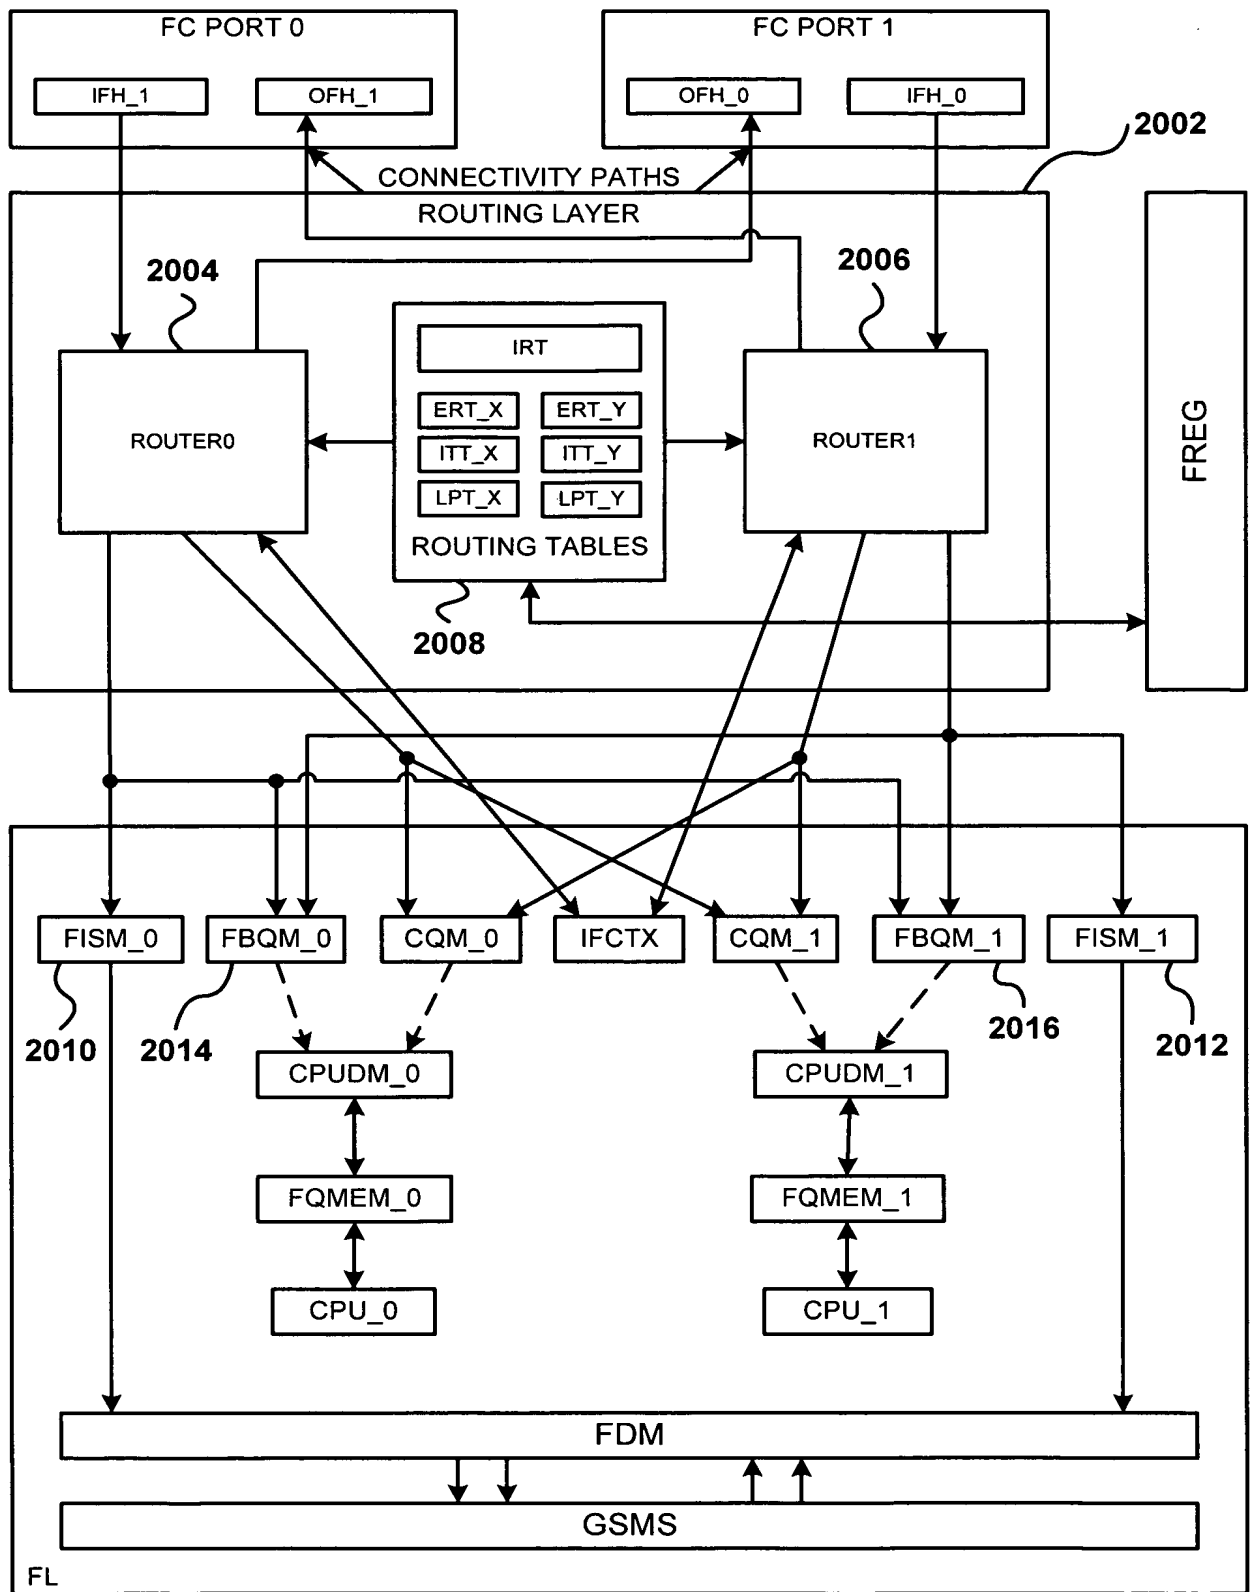 FC PORT 0
FC PORT 1
IFH_1
OFH_1
OFH_0
IFH_0
2002
CONNECTIVITY PATHS
ROUTING LAYER
2004
2006
IRT
ERT_X
ERT_Y
ROUTER0
ITT_X
ITT_Y
ROUTER1
LPT_X
LPT_Y
ROUTING TABLES
FREG
2008
FISM_0
FBQM_0
CQM_0
IFCTX
CQM_1
FBQM_1
FISM_1
2010
2014
2016
2012
CPUDM_0
CPUDM_1
FQMEM_0
FQMEM_1
CPU_0
CPU_1
FDM
GSMS
FL